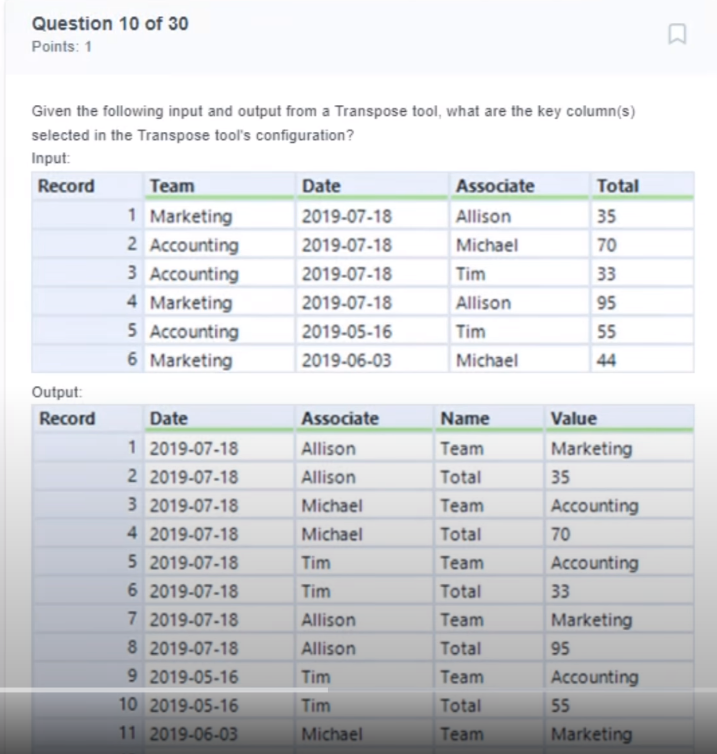 Question 10 of 30
Points: 1
Given the following input and output from a Transpose tool, what are the key column(s)
selected in the Transpose tool's configuration?
Input:
Record Team Date Associate Total
1 Marketing 2019-07-18 Allison 35
2 Accounting 2019-07-18 Michael 70
3 Accounting 2019-07-18 Tim 33
4 Marketing 2019-07-18 Allison 95
5 Accounting 2019-05-16 Tim 55
6 Marketing 2019-06-03 Michael 44
Output:
Record Date Associate Name Value
1 2019-07-18 Allison Team Marketing
2 2019-07-18 Allison Total 35
3 2019-07-18 Michael Team Accounting
4 2019-07-18 Michael Total 70
5 2019-07-18 Tim Team Accounting
6 2019-07-18 Tim Total 33
7 2019-07-18 Allison Team Marketing
8 2019-07-18 Allison Total 95
9 2019-05-16 Tim Team Accounting
10 2019-05-16 Tim Total 55
11 2019-06-03 Michael Team Marketing